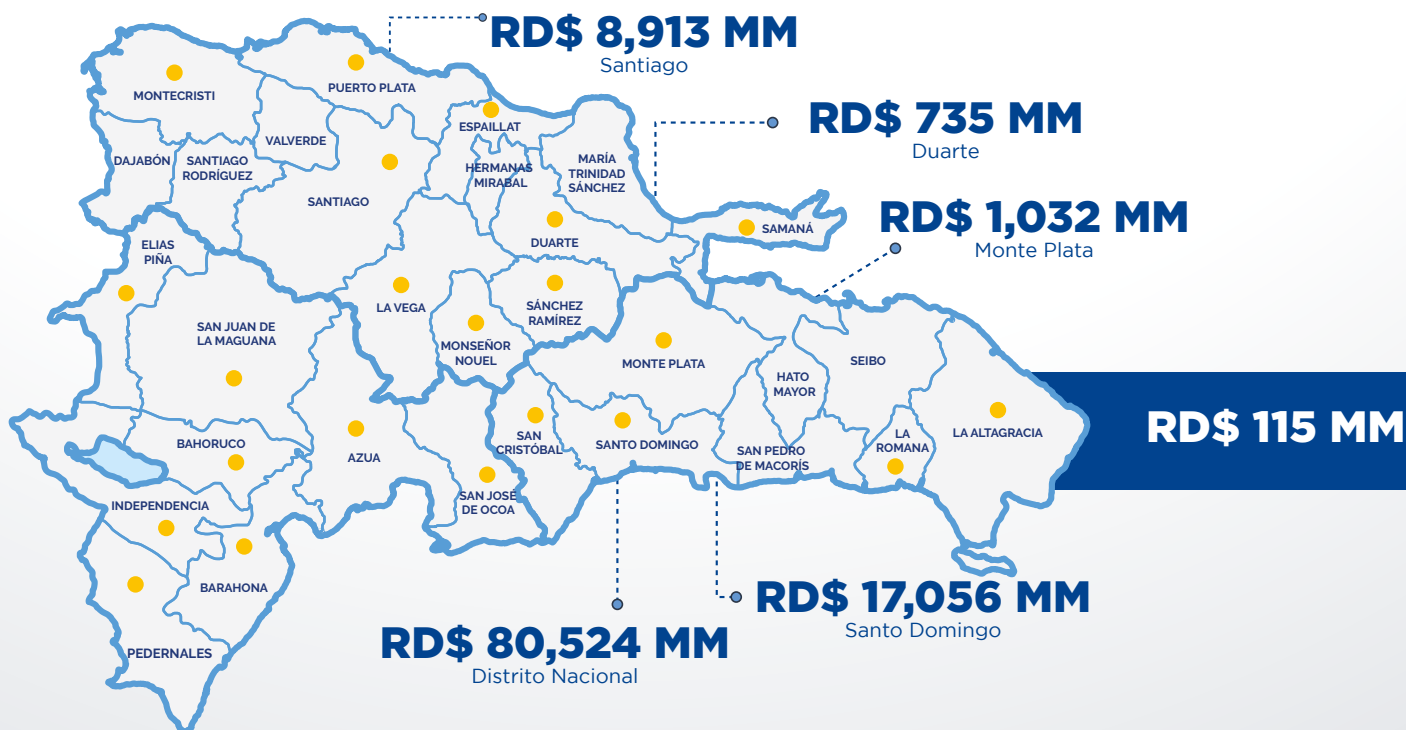 RD$ 8,913 MM
Santiago
RD$ 735 MM
Duarte
RD$ 1,032 MM
Monte Plata
RD$ 115 MM
RD$ 17,056 MM
Santo Domingo
RD$ 80,524 MM
Distrito Nacional
MONTECRISTI
PUERTO PLATA
ESPAILLAT
VALVERDE
DAJABÓN
SANTIAGO
RODRÍGUEZ
HERMANAS
MIRABAL
MARÍA
TRINIDAD
SÁNCHEZ
SANTIAGO
SAMANÁ
DUARTE
ELIAS
PIÑA
LA VEGA
SÁNCHEZ
RAMÍREZ
SAN JUAN DE
LA MAGUANA
MONSEÑOR
NOUEL
MONTE PLATA
SEIBO
HATO
MAYOR
BAHORUCO
AZUA
SAN
CRISTÓBAL
SANTO DOMINGO
SAN PEDRO
DE MACORÍS
LA
ROMANA
LA ALTAGRACIA
INDEPENDENCIA
SAN JOSÉ
DE OCOA
BARAHONA
PEDERNALES